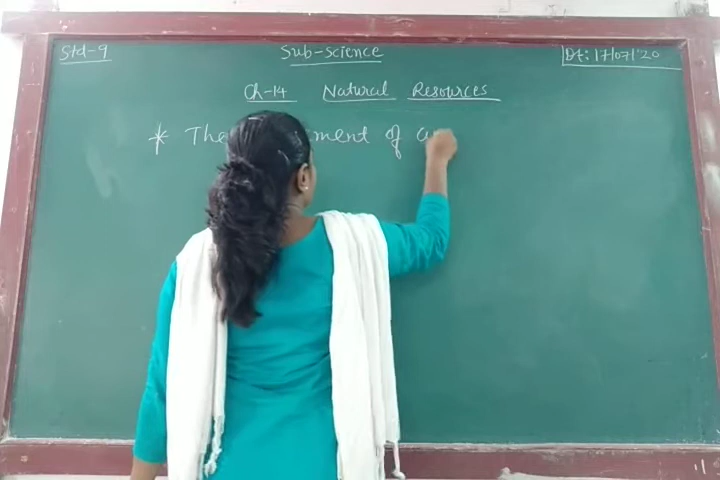 Std-9
Sub-science
Dt: 17/07/'20
Ch-14 Natural Resources
* The of